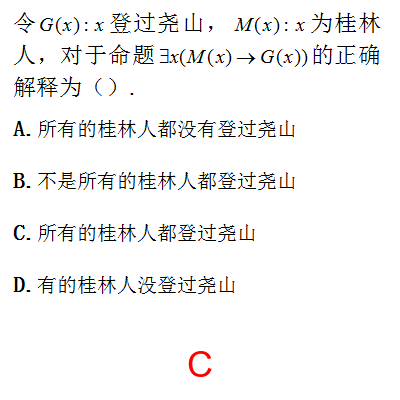 令G(x): x登过尧山， M(x): x为桂林
人，对于命题∃x(M(x)→G(x))的正确
解释为（）.
A. 所有的桂林人都没有登过尧山
B. 不是所有的桂林人都登过尧山
C. 所有的桂林人都登过尧山
D. 有的桂林人没登过尧山
C